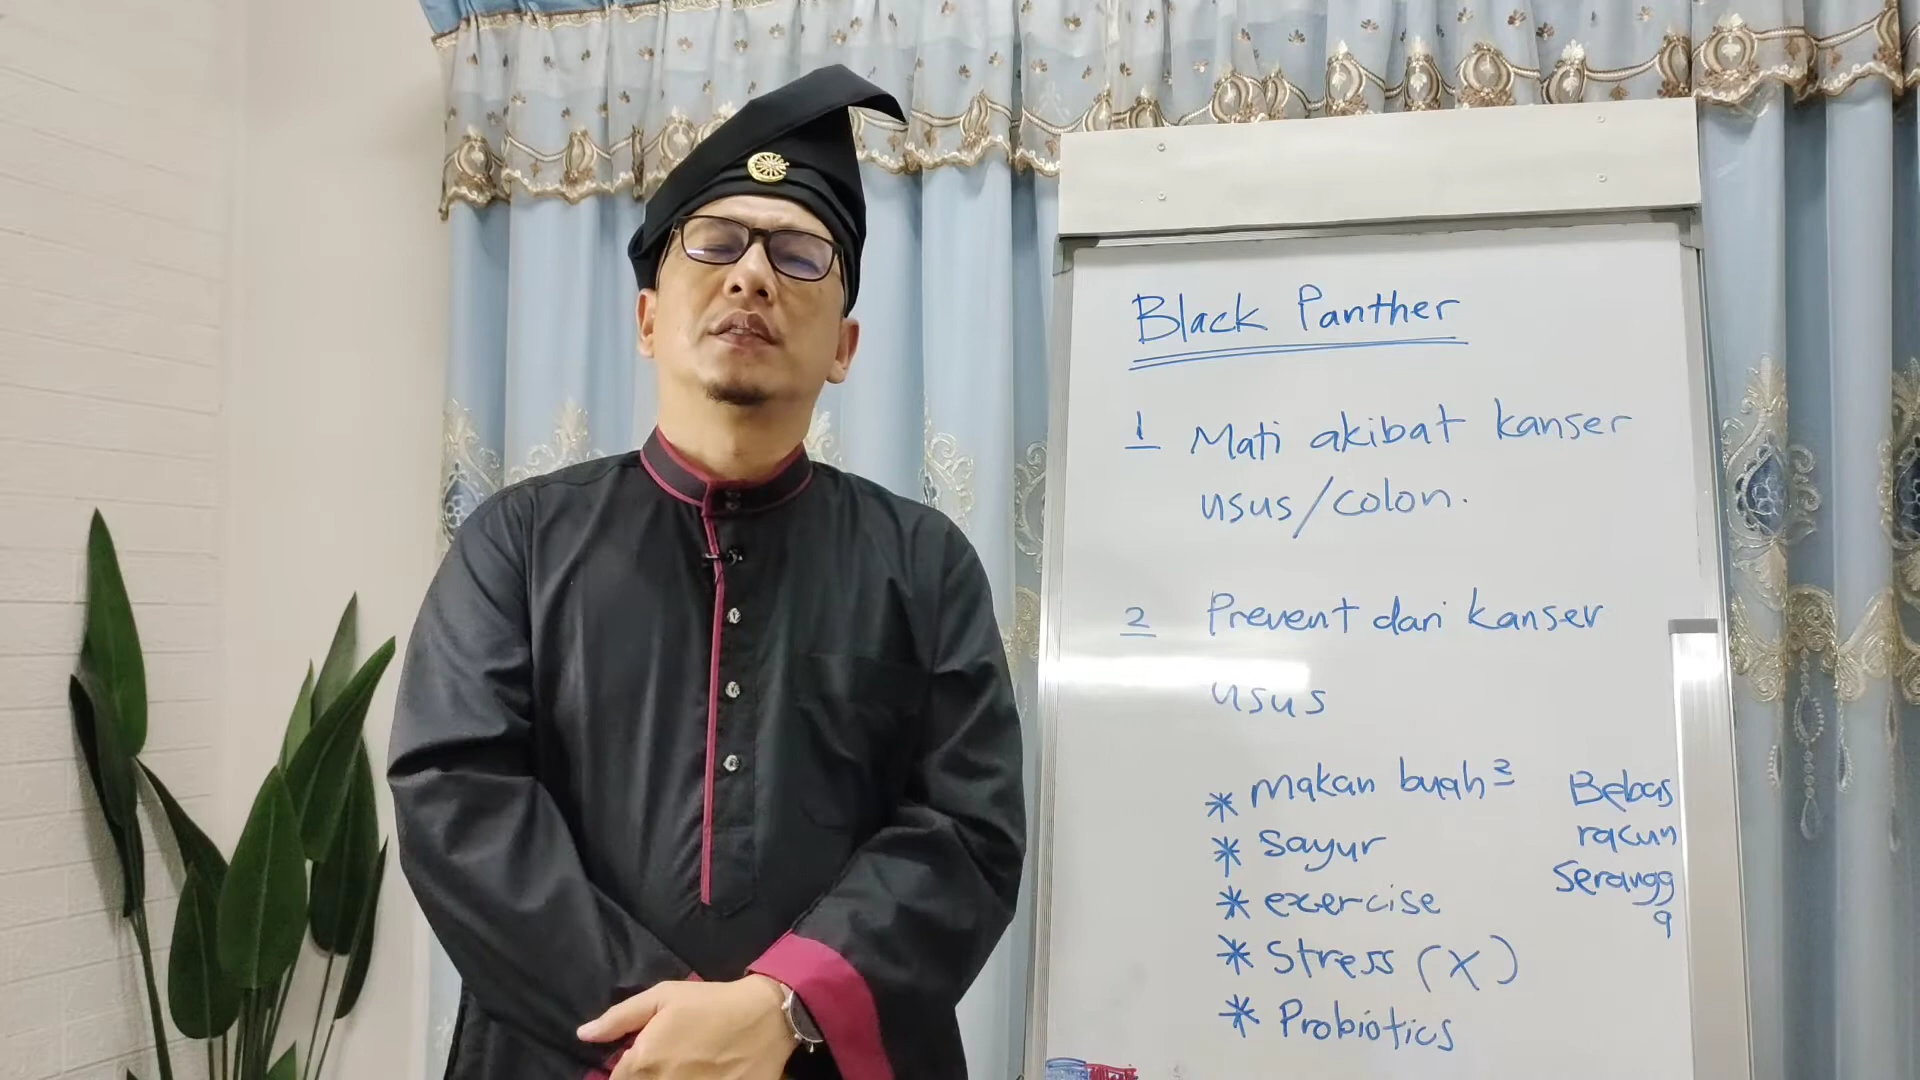 Black Panther
1 Mati akibat kanser
usus/colon.
2 Prevent dari kanser
usus
* Makan buah2
* Sayur
* exercise
* Stress (X)
* Probiotics
Bebas
racun
Serangg
a